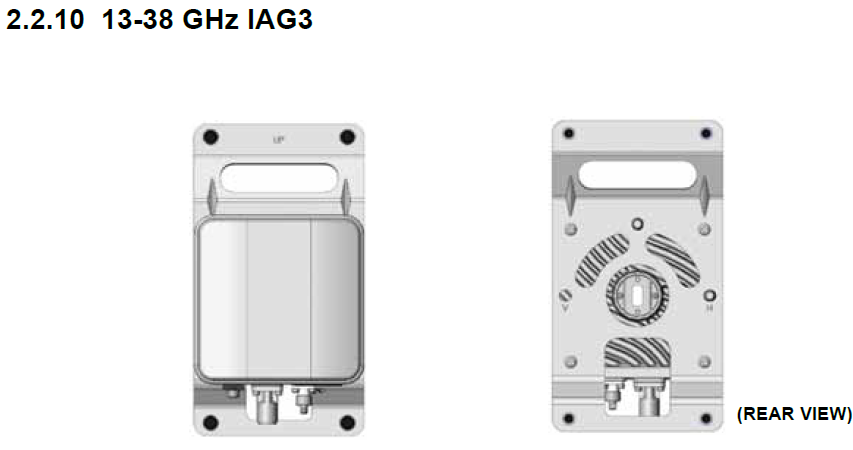 2.2.10 13-38 GHz IAG3
UP
V
H
(REAR VIEW)